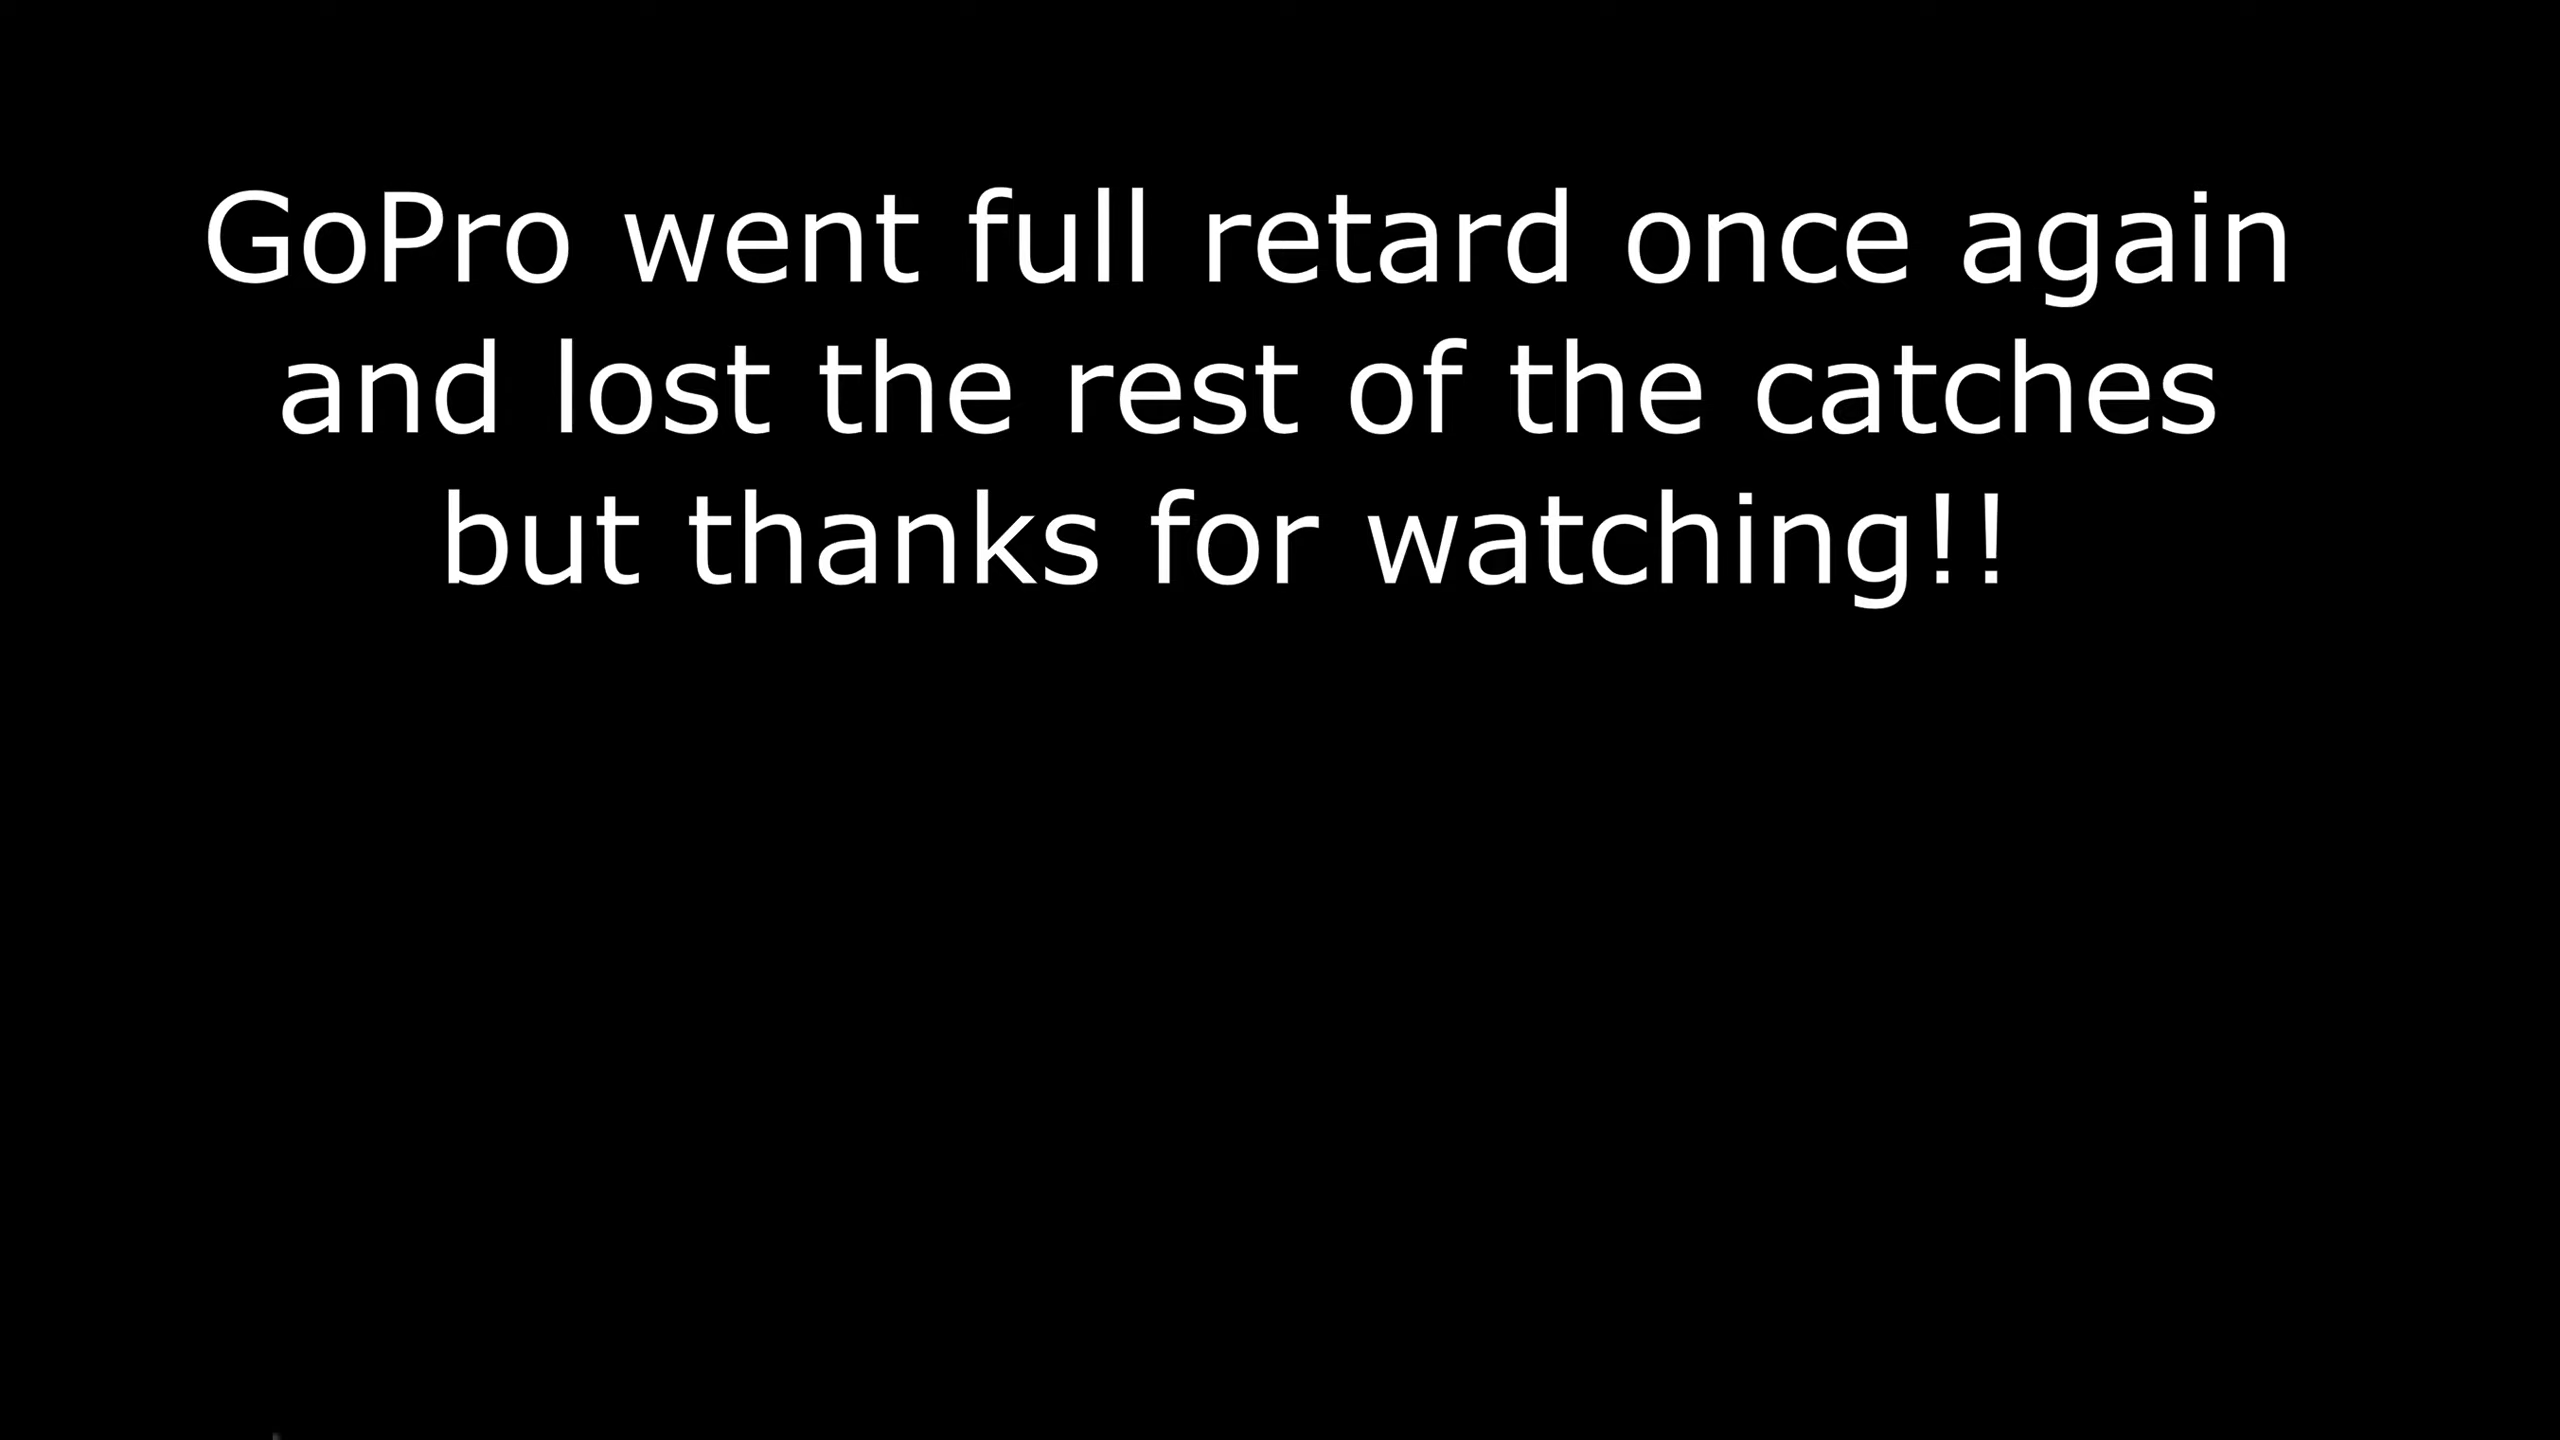 GoPro went full retard once again
and lost the rest of the catches
but thanks for watching!!